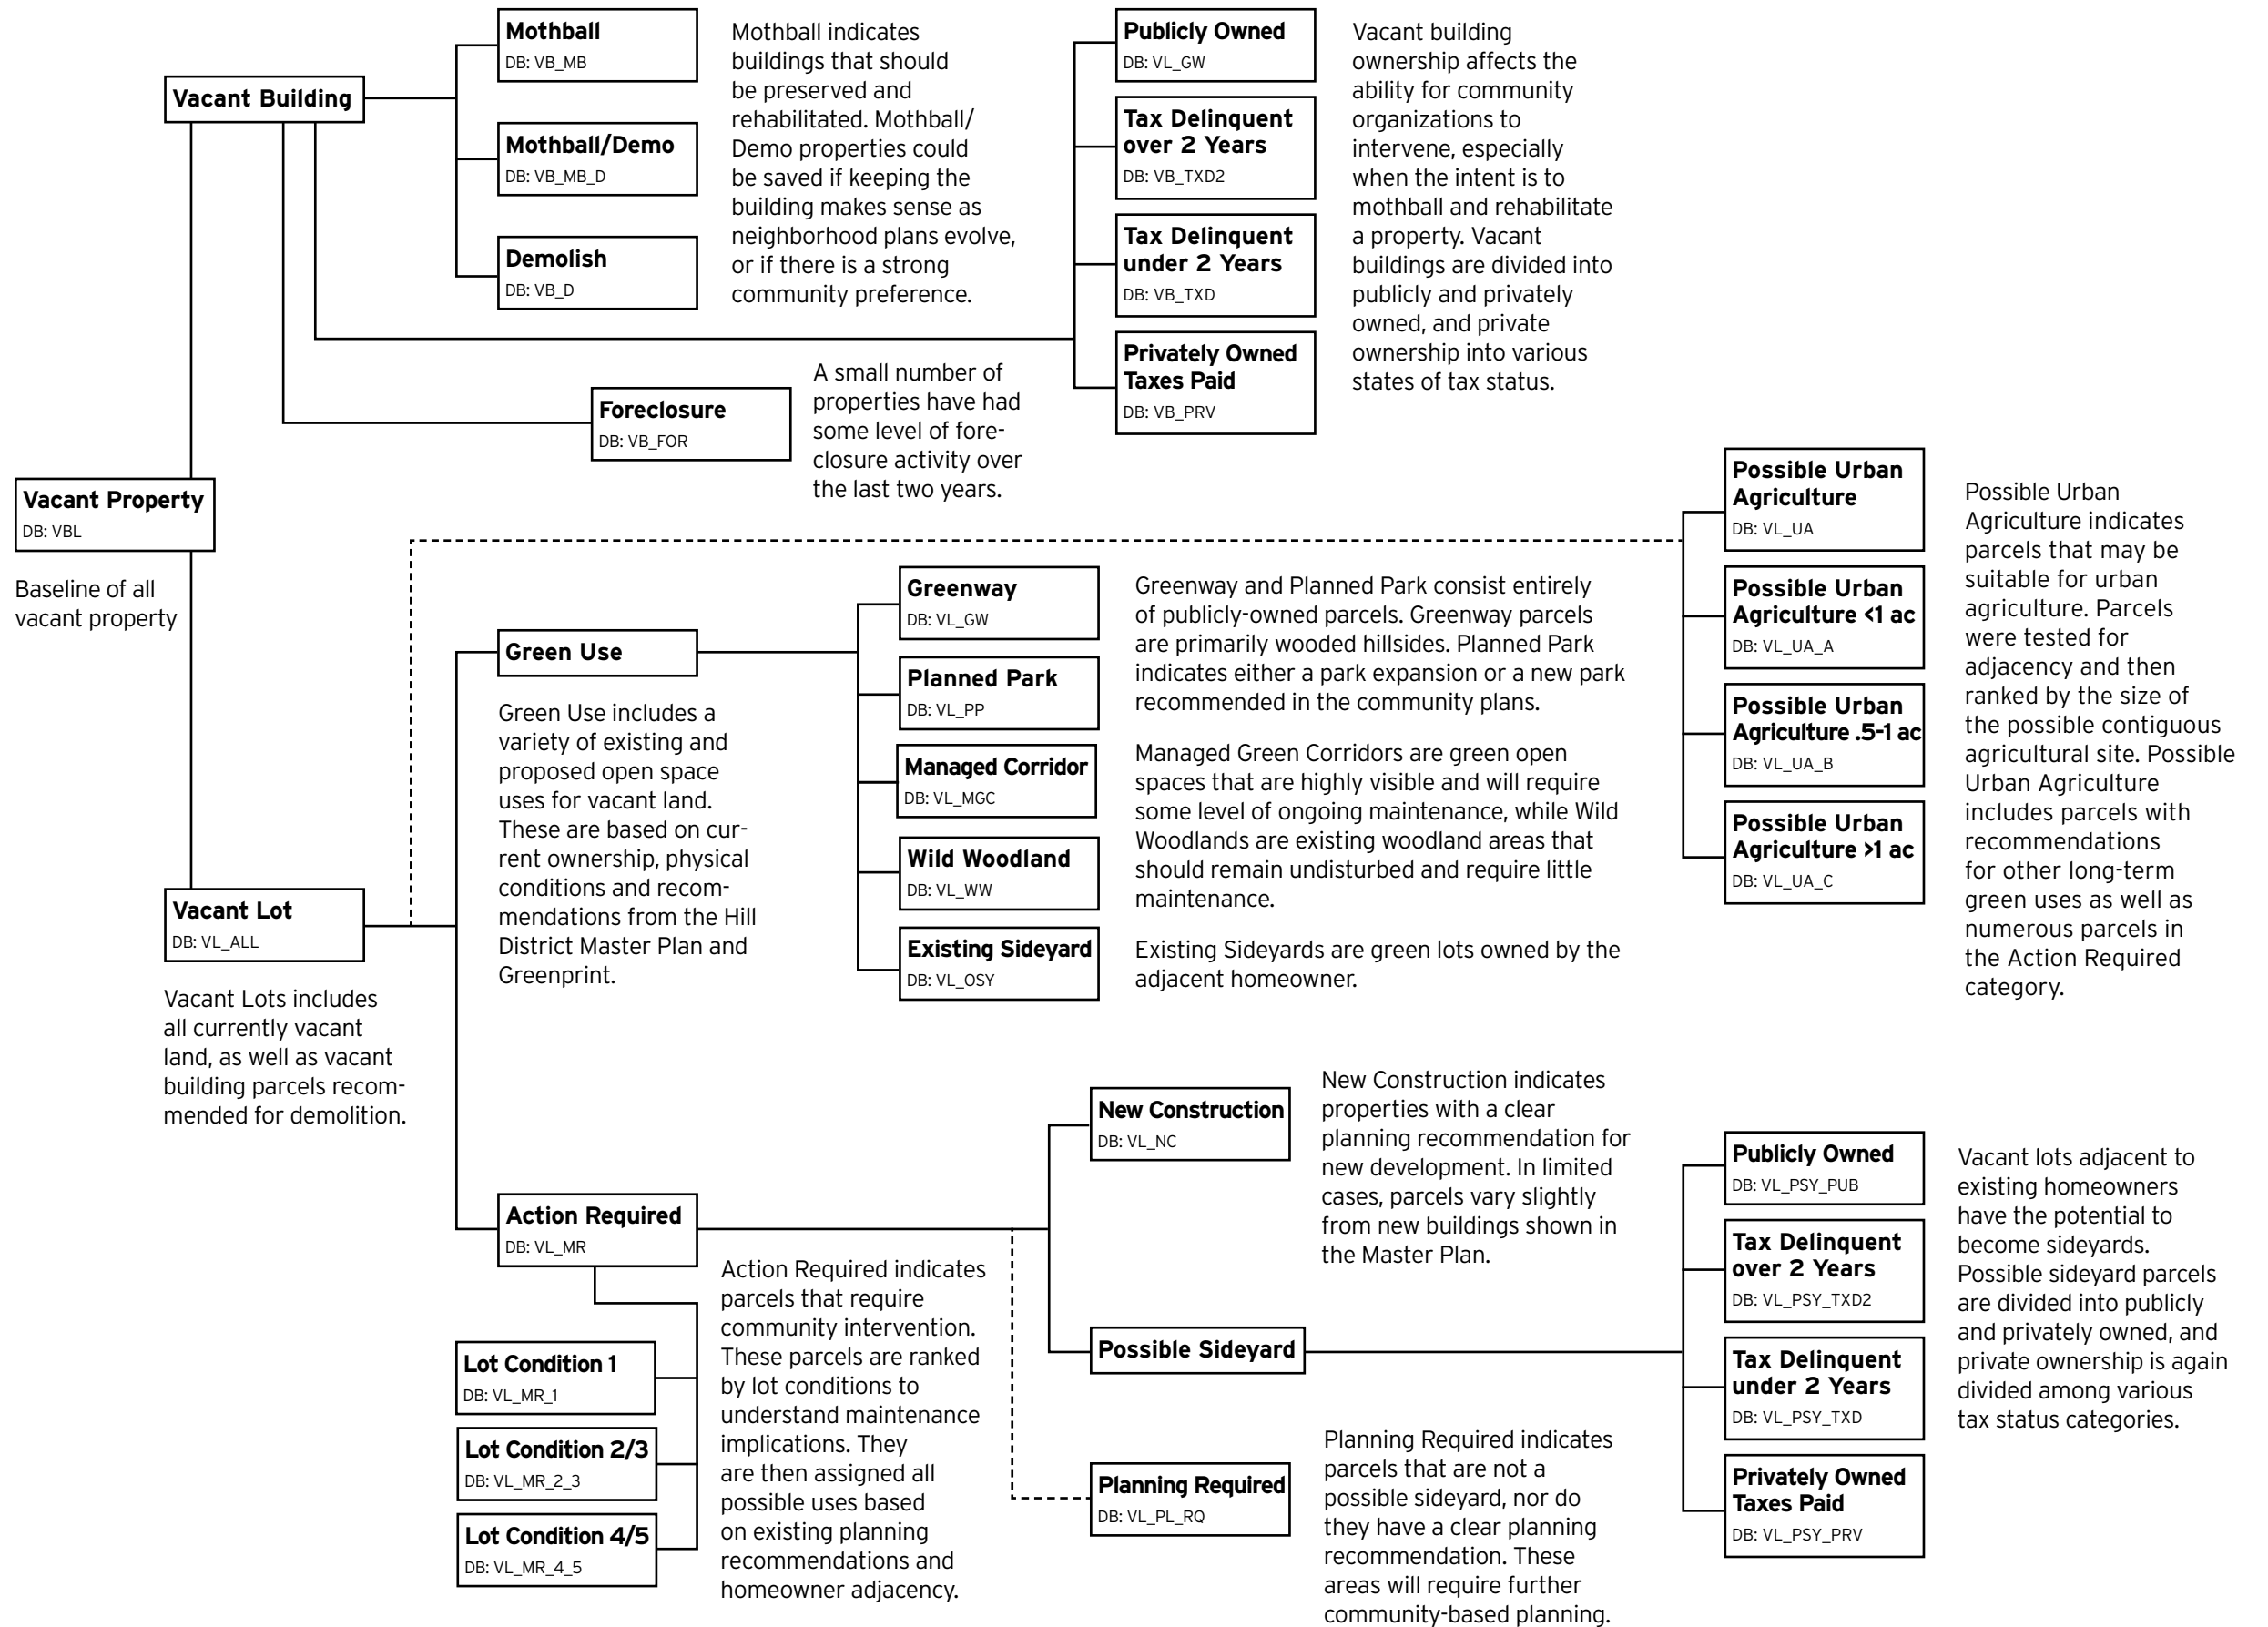 Mothball
DB: VB_MB
Mothball/Demo
DB: VB_MB_D
Demolish
DB: VB_D
Mothball indicates
buildings that should
be preserved and
rehabilitated. Mothball/
Demo properties could
be saved if keeping the
building makes sense as
neighborhood plans evolve,
or if there is a strong
community preference.
Publicly Owned
DB: VL_GW
Tax Delinquent
over 2 Years
DB: VB_TXD2
Tax Delinquent
under 2 Years
DB: VB_TXD
Privately Owned
Taxes Paid
DB: VB_PRV
Vacant building
ownership affects the
ability for community
organizations to
intervene, especially
when the intent is to
mothball and rehabilitate
a property. Vacant
buildings are divided into
publicly and privately
owned, and private
ownership into various
states of tax status.
Vacant Building
Foreclosure
DB: VB_FOR
A small number of
properties have had
some level of fore-
closure activity over
the last two years.
Vacant Property
DB: VBL
Baseline of all
vacant property
Possible Urban
Agriculture
DB: VL_UA
Possible Urban
Agriculture <1 ac
DB: VL_UA_A
Possible Urban
Agriculture .5-1 ac
DB: VL_UA_B
Possible Urban
Agriculture >1 ac
DB: VL_UA_C
Possible Urban
Agriculture indicates
parcels that may be
suitable for urban
agriculture. Parcels
were tested for
adjacency and then
ranked by the size of
the possible contiguous
agricultural site. Possible
Urban Agriculture
includes parcels with
recommendations
for other long-term
green uses as well as
numerous parcels in
the Action Required
category.
Green Use
Green Use includes a
variety of existing and
proposed open space
uses for vacant land.
These are based on cur-
rent ownership, physical
conditions and recom-
mendations from the Hill
District Master Plan and
Greenprint.
Greenway
DB: VL_GW
Planned Park
DB: VL_PP
Managed Corridor
DB: VL_MGC
Wild Woodland
DB: VL_WW
Existing Sideyard
DB: VL_OSY
Greenway and Planned Park consist entirely
of publicly-owned parcels. Greenway parcels
are primarily wooded hillsides. Planned Park
indicates either a park expansion or a new park
recommended in the community plans.
Managed Green Corridors are green open
spaces that are highly visible and will require
some level of ongoing maintenance, while Wild
Woodlands are existing woodland areas that
should remain undisturbed and require little
maintenance.
Existing Sideyards are green lots owned by the
adjacent homeowner.
Vacant Lot
DB: VL_ALL
Vacant Lots includes
all currently vacant
land, as well as vacant
building parcels recom-
mended for demolition.
Action Required
DB: VL_MR
Lot Condition 1
DB: VL_MR_1
Lot Condition 2/3
DB: VL_MR_2_3
Lot Condition 4/5
DB: VL_MR_4_5
Action Required indicates
parcels that require
community intervention.
These parcels are ranked
by lot conditions to
understand maintenance
implications. They
are then assigned all
possible uses based
on existing planning
recommendations and
homeowner adjacency.
New Construction
DB: VL_NC
New Construction indicates
properties with a clear
planning recommendation for
new development. In limited
cases, parcels vary slightly
from new buildings shown in
the Master Plan.
Possible Sideyard
Planning Required
DB: VL_PL_RQ
Planning Required indicates
parcels that are not a
possible sideyard, nor do
they have a clear planning
recommendation. These
areas will require further
community-based planning.
Publicly Owned
DB: VL_PSY_PUB
Tax Delinquent
over 2 Years
DB: VL_PSY_TXD2
Tax Delinquent
under 2 Years
DB: VL_PSY_TXD
Privately Owned
Taxes Paid
DB: VL_PSY_PRV
Vacant lots adjacent to
existing homeowners
have the potential to
become sideyards.
Possible sideyard parcels
are divided into publicly
and privately owned, and
private ownership is again
divided among various
tax status categories.